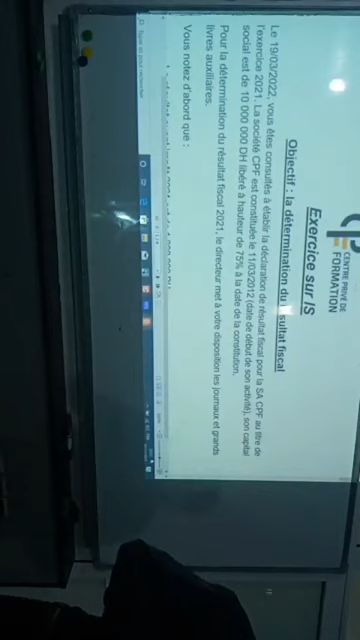 CENTRE PRIVE DE
FORMATION
Exercice sur IS
Objectif : la détermination du résultat fiscal
Le 19/03/2022, vous êtes consultés à établir la déclaration de résultat fiscal pour la SA CPF au titre de
l'exercice 2021. La société CPF est constituée le 11/03/2012 (date de début de son activité), son capital
social est de 10 000 000 DH libéré à hauteur de 75% à la date de la constitution.
Pour la détermination du résultat fiscal 2021, le directeur met à votre disposition les journaux et grands
livres auxiliaires.
Vous notez d'abord que :